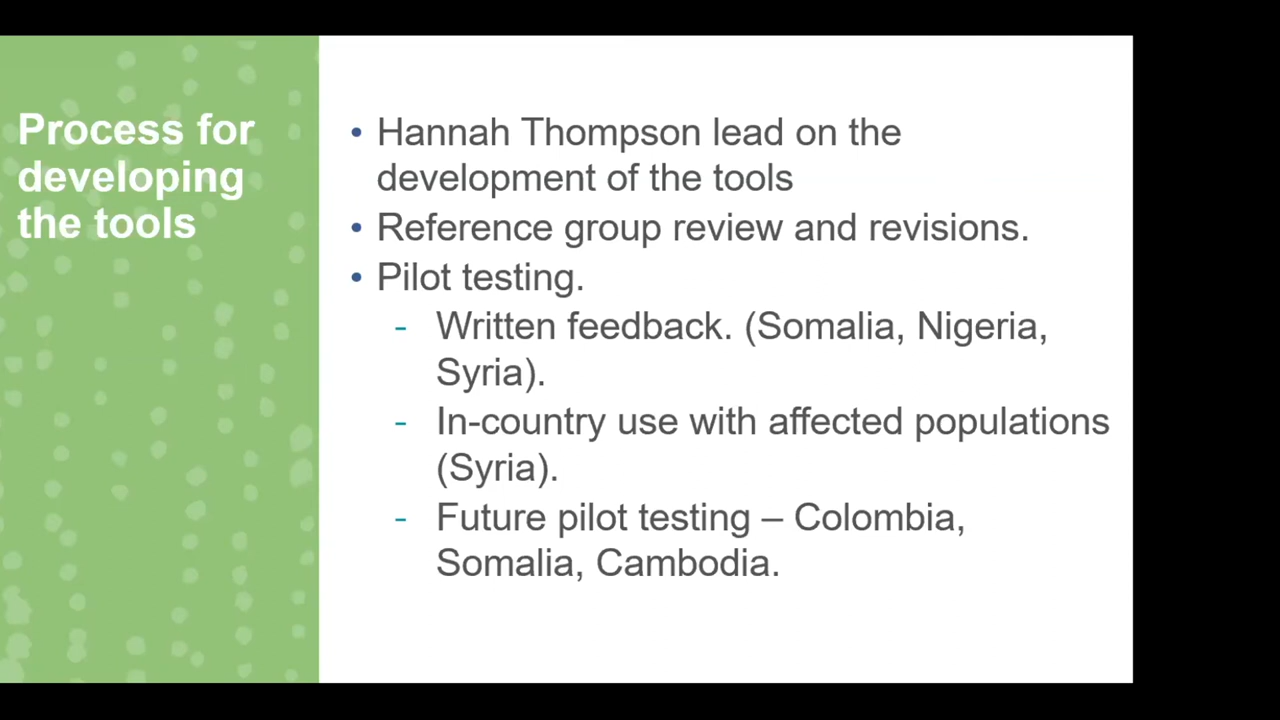 Process for
developing
the tools
• Hannah Thompson lead on the
development of the tools
• Reference group review and revisions.
• Pilot testing.
- Written feedback. (Somalia, Nigeria,
Syria).
- In-country use with affected populations
(Syria).
- Future pilot testing – Colombia,
Somalia, Cambodia.